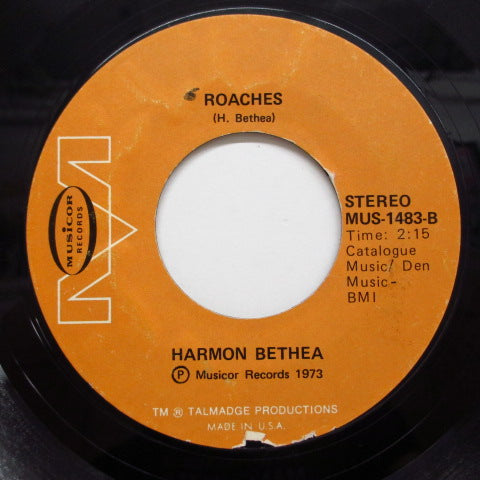 ROACHES
(H. Bethea)
MUSICOR
RECORDS
STEREO
MUS-1483-B
Time: 2:15
Catalogue
Music/ Den
Music-
BMI
HARMON BETHEA
Ⓟ Musicor Records 1973
TM ® TALMADGE PRODUCTIONS
MADE IN U.S.A.